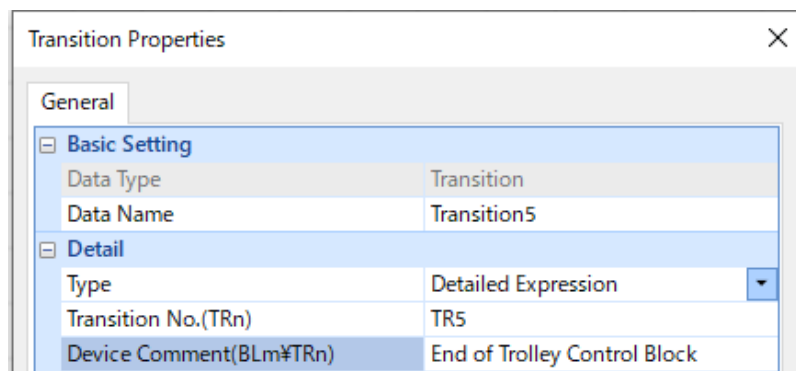 Transition Properties
General
Basic Setting
Data Type Transition
Data Name Transition5
Detail
Type Detailed Expression
Transition No.(TRn) TR5
Device Comment(BLm¥TRn) End of Trolley Control Block